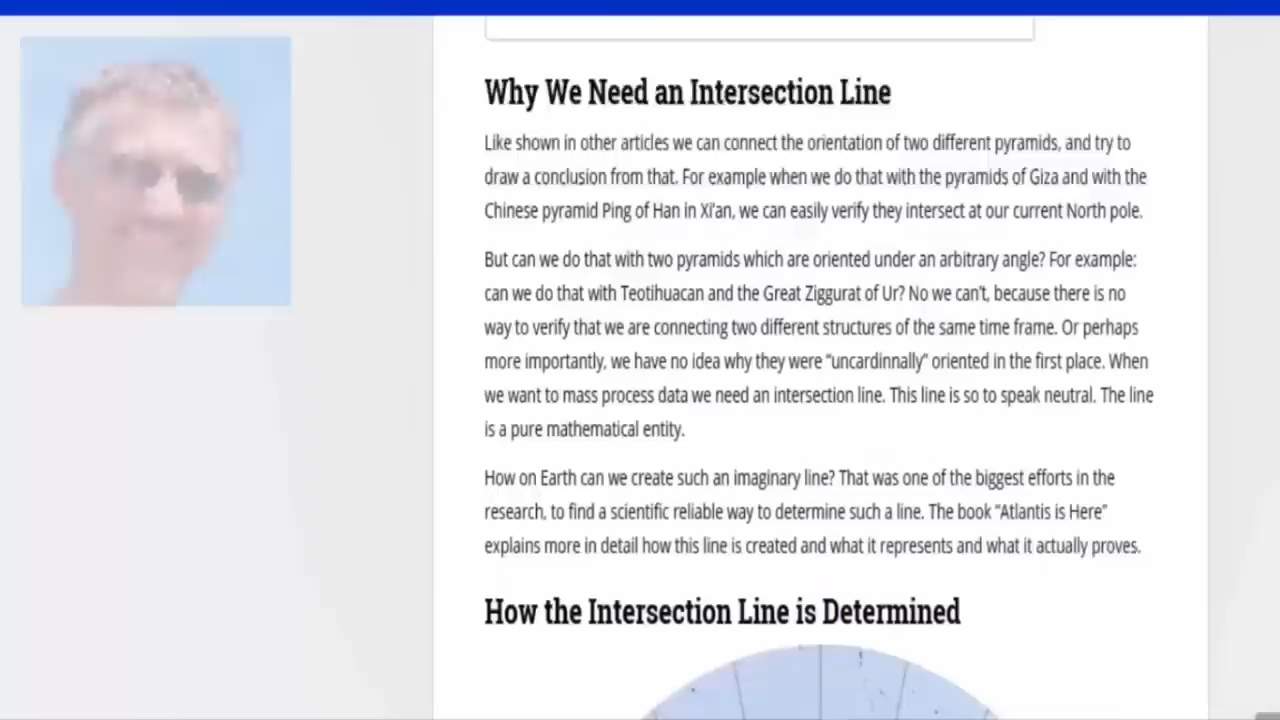 Why We Need an Intersection Line
Like shown in other articles we can connect the orientation of two different pyramids, and try to
draw a conclusion from that. For example when we do that with the pyramids of Giza and with the
Chinese pyramid Ping of Han in Xi'an, we can easily verify they intersect at our current North pole.
But can we do that with two pyramids which are oriented under an arbitrary angle? For example:
can we do that with Teotihuacan and the Great Ziggurat of Ur? No we can't, because there is no
way to verify that we are connecting two different structures of the same time frame. Or perhaps
more importantly, we have no idea why they were “uncardinnally” oriented in the first place. When
we want to mass process data we need an intersection line. This line is so to speak neutral. The line
is a pure mathematical entity.
How on Earth can we create such an imaginary line? That was one of the biggest efforts in the
research, to find a scientific reliable way to determine such a line. The book “Atlantis is Here”
explains more in detail how this line is created and what it represents and what it actually proves.
How the Intersection Line is Determined